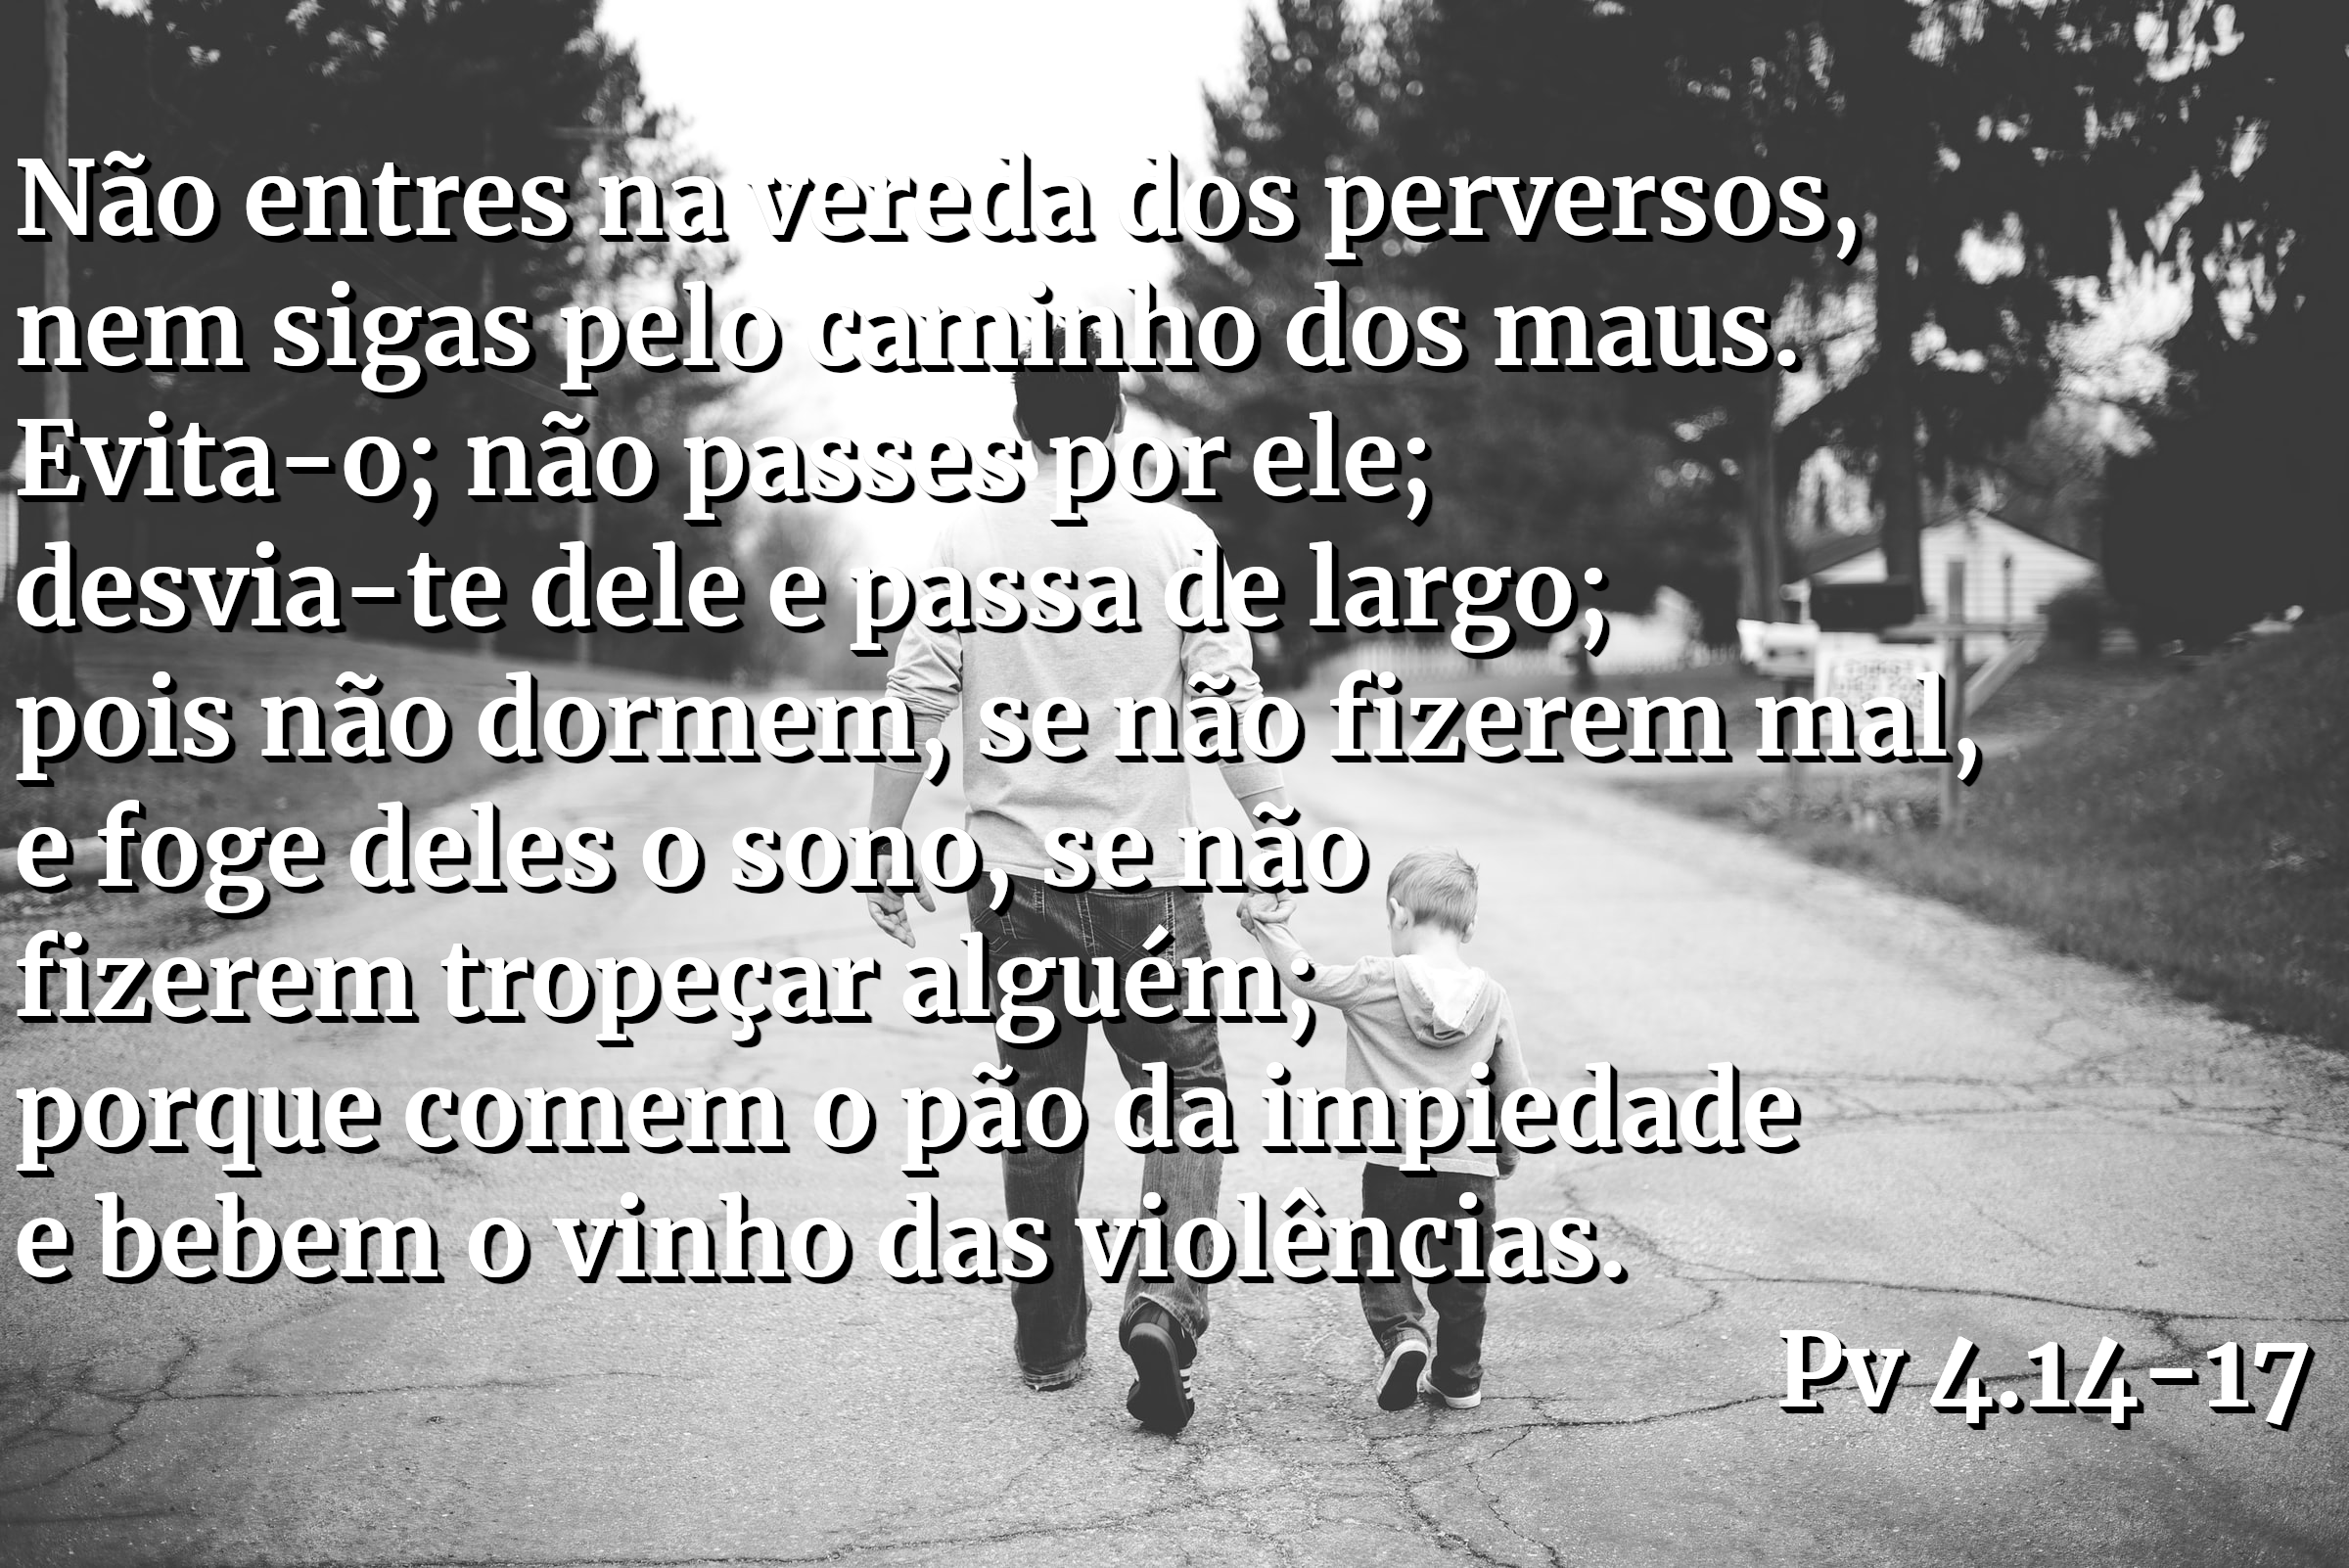 Não entres na vereda dos perversos,
nem sigas pelo caminho dos maus.
Evita-o; não passes por ele;
desvia-te dele e passa de largo;
pois não dormem, se não fizerem mal,
e foge deles o sono, se não
fizerem tropeçar alguém;
porque comem o pão da impiedade
e bebem o vinho das violências.
Pv 4.14-17